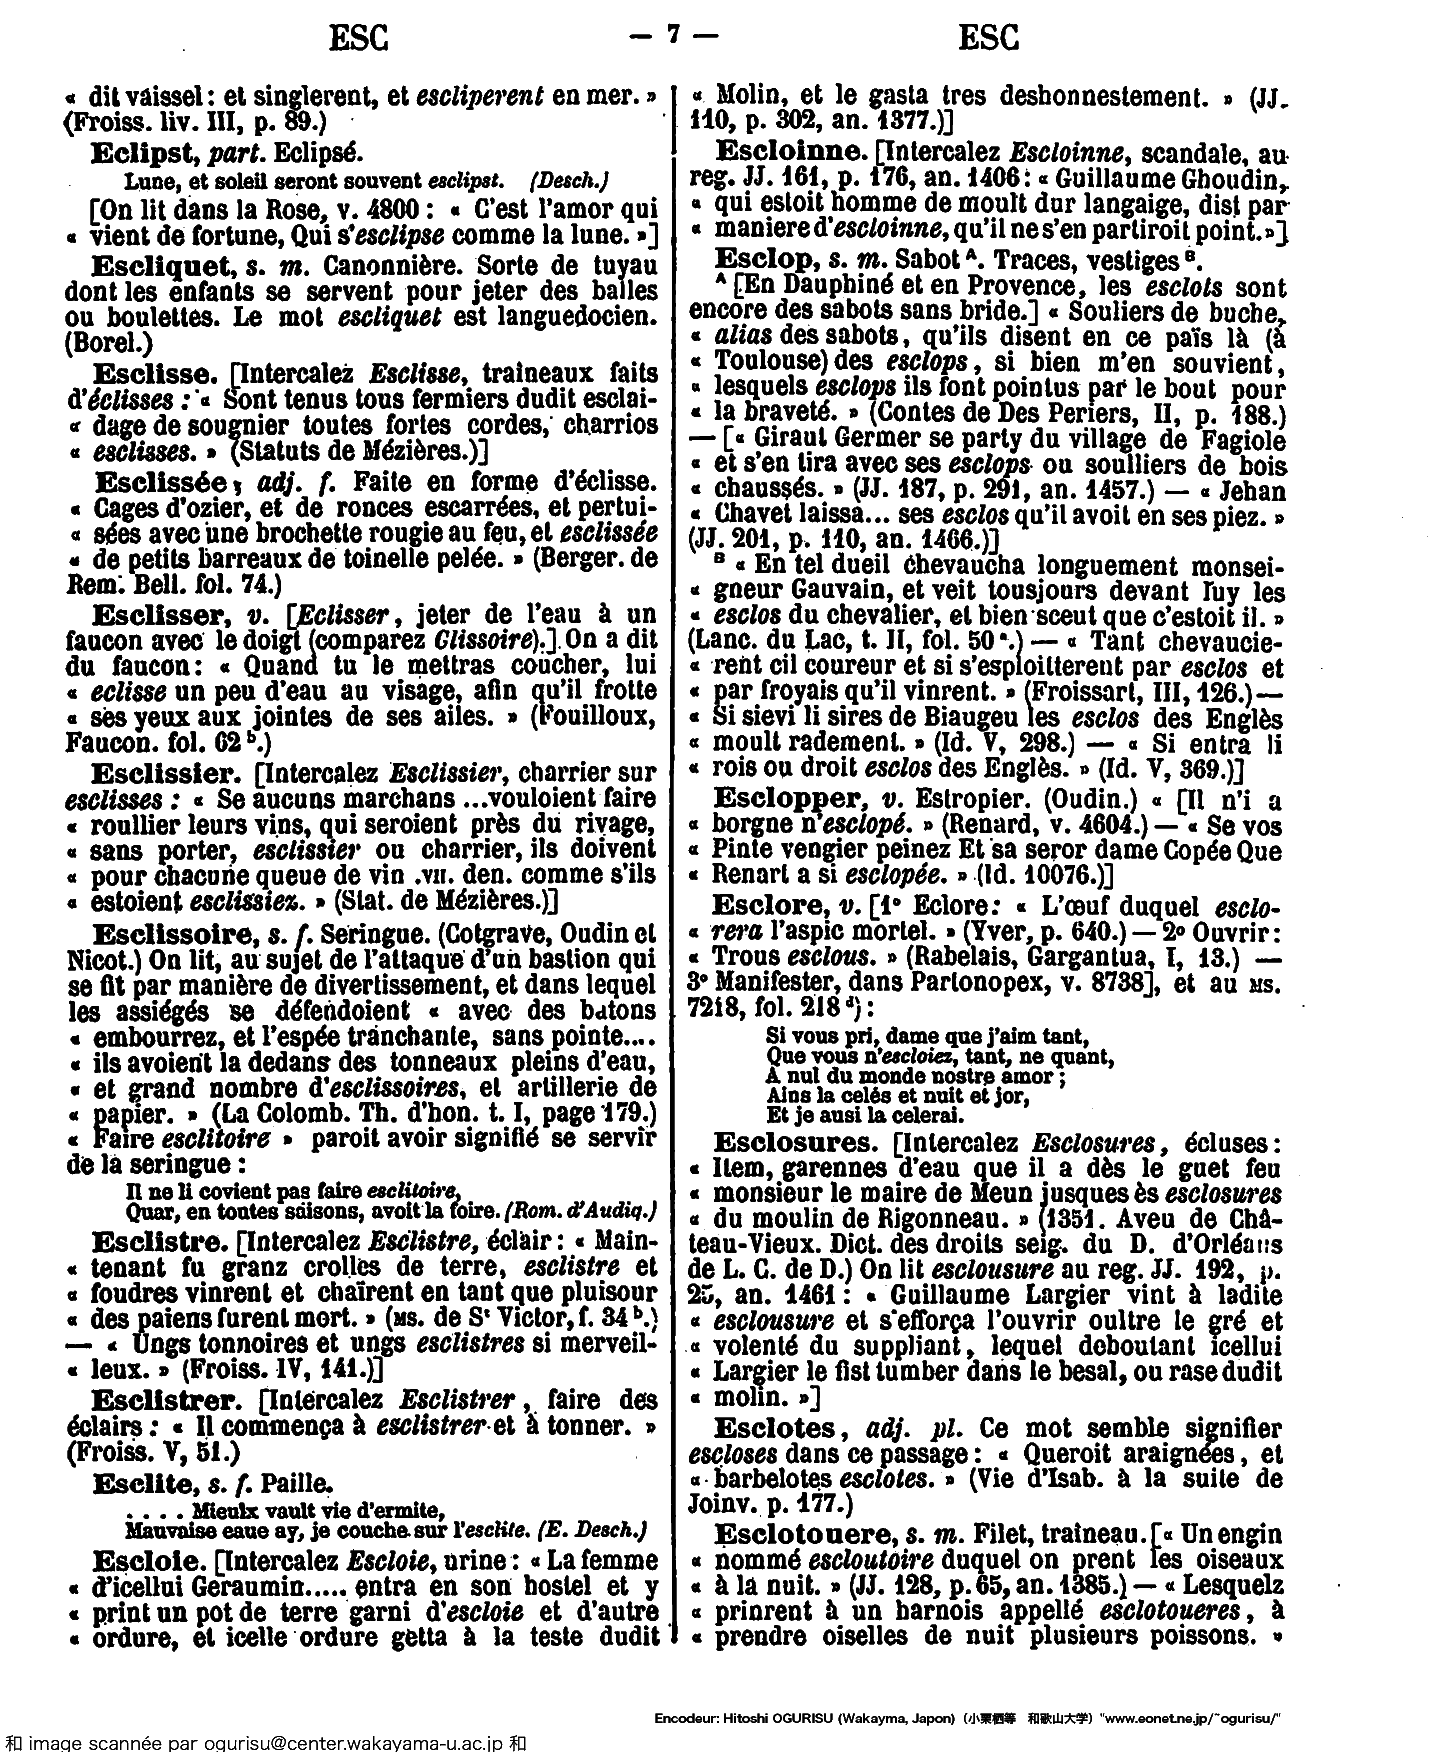 ESC
— 7 —
ESC
« dit vaissel : et singlerent, et escliperent en mer. »
(Froiss. liv. III, p. 89.)
Eclipst, part. Eclipsé.
Lune, et soleil seront souvent esclipst. (Desch.)
[On lit dans la Rose, v. 4800 : « C'est l'amor qui
« vient de fortune, Qui s'esclipse comme la lune. »]
Escliquet, s. m. Canonnière. Sorte de tuyau
dont les enfants se servent pour jeter des balles
ou boulettes. Le mot escliquet est languedocien.
(Borel.)
Esclisse. [Intercalez Esclisse, traîneaux faits
d'éclisses : « Sont tenus tous fermiers dudit esclai-
« dage de sougnier toutes fortes cordes, charrios
« esclisses. » (Statuts de Mézières.)]
Esclissée, adj. f. Faite en forme d'éclisse.
« Cages d'ozier, et de ronces escarrées, et pertui-
« sées avec une brochette rougie au feu, et esclissée
« de petits barreaux de toinelle pelée. » (Berger. de
Rem. Bell. fol. 74.)
Esclisser, v. [Eclisser, jeter de l'eau à un
faucon avec le doigt (comparez Glissoire).] On a dit
du faucon : « Quand tu le mettras coucher, lui
« eclisse un peu d'eau au visage, afin qu'il frotte
« ses yeux aux jointes de ses ailes. » (Fouilloux,
Faucon. fol. 62 b.)
Esclissier. [Intercalez Esclissier, charrier sur
esclisses : « Se aucuns marchans ...vouloient faire
« roullier leurs vins, qui seroient près du rivage,
« sans porter, esclissier ou charrier, ils doivent
« pour chacune queue de vin .VII. den. comme s'ils
« estoient esclissiez. » (Stat. de Mézières.)]
Esclissoire, s. f. Seringue. (Cotgrave, Oudin et
Nicot.) On lit, au sujet de l'attaque d'un bastion qui
se fit par manière de divertissement, et dans lequel
les assiégés se défendoient « avec des batons
« embourrez, et l'espée tranchante, sans pointe....
« ils avoient la dedans des tonneaux pleins d'eau,
« et grand nombre d'esclissoires, et artillerie de
« papier. » (La Colomb. Th. d'hon. t. I, page 179.)
« Faire esclitoire » paroit avoir signifié se servir
de la seringue :
Il ne li covient pas faire esclitoire,
Quar, en toutes saisons, avoit la foire. (Rom. d'Audig.)
Esclistre. [Intercalez Esclistre, éclair : « Main-
« tenant fu granz crolles de terre, esclistre et
« foudres vinrent et chaïrent en tant que pluisour
« des paiens furent mort. » (MS. de St Victor, f. 34 b.)
— « Ungs tonnoires et ungs esclistres si merveil-
« leux. » (Froiss. IV, 141.)]
Esclistrer. [Intercalez Esclistrer, faire des
éclairs : « Il commença à esclistrer et à tonner. »
(Froiss. V, 51.)
Esclite, s. f. Paille.
. . . . Mieulx vault vie d'ermite,
Mauvaise eaue ay, je couche sur l'esclite. (E. Desch.)
Escloie. [Intercalez Escloie, urine : « La femme
« d'icellui Geraumin..... entra en son hostel et y
« print un pot de terre garni d'escloie et d'autre
« ordure, et icelle ordure getta à la teste dudit
« Molin, et le gasta tres deshonnestement. » (JJ.
110, p. 302, an. 1377.)]
Escloinne. [Intercalez Escloinne, scandale, au
reg. JJ. 161, p. 176, an. 1406 : « Guillaume Ghoudin,
« qui estoit homme de moult dur langaige, dist par
« maniere d'escloinne, qu'il ne s'en partiroit point. »]
Esclop, s. m. Sabot A. Traces, vestiges B.
A [En Dauphiné et en Provence, les esclots sont
encore des sabots sans bride.] « Souliers de buche,
« alias des sabots, qu'ils disent en ce païs là (à
« Toulouse) des esclops, si bien m'en souvient,
« lesquels esclops ils font pointus par le bout pour
« la braveté. » (Contes de Des Periers, II, p. 188.)
— [« Giraut Germer se party du village de Fagiole
« et s'en tira avec ses esclops ou soulliers de bois
« chaussés. » (JJ. 187, p. 291, an. 1457.) — « Jehan
« Chavet laissa... ses esclos qu'il avoit en ses piez. »
(JJ. 201, p. 110, an. 1466.)]
B « En tel dueil chevaucha longuement monsei-
« gneur Gauvain, et veit tousjours devant luy les
« esclos du chevalier, et bien sceut que c'estoit il. »
(Lanc. du Lac, t. II, fol. 50 a.) — « Tant chevaucie-
« rent cil coureur et si s'esploitterent par esclos et
« par froyais qu'il vinrent. » (Froissart, III, 126.) —
« Si sievi li sires de Biaugeu les esclos des Englès
« moult radement. » (Id. V, 298.) — « Si entra li
« rois ou droit esclos des Englès. » (Id. V, 369.)]
Esclopper, v. Estropier. (Oudin.) « [Il n'i a
« borgne n'esclopé. » (Renard, v. 4604.) — « Se vos
« Pinte vengier peinez Et sa seror dame Copée Que
« Renart a si esclopée. » (Id. 10076.)]
Esclore, v. [1° Eclore : « L'œuf duquel esclo-
« rera l'aspic mortel. » (Yver, p. 640.) — 2° Ouvrir :
« Trous esclous. » (Rabelais, Gargantua, I, 13.) —
3° Manifester, dans Partonopex, v. 8738], et au MS.
7218, fol. 218 d) :
Si vous pri, dame que j'aim tant,
Que vous n'escloiez, tant, ne quant,
A nul du monde nostre amor ;
Ains la celés et nuit et jor,
Et je ausi la celerai.
Esclosures. [Intercalez Esclosures, écluses :
« Item, garennes d'eau que il a dès le guet feu
« monsieur le maire de Meun jusques ès esclosures
« du moulin de Rigonneau. » (1351. Aveu de Châ-
teau-Vieux. Dict. des droits seig. du D. d'Orléans
de L. C. de D.) On lit esclousure au reg. JJ. 192, p.
25, an. 1461 : « Guillaume Largier vint à ladite
« esclousure et s'efforça l'ouvrir oultre le gré et
« volenté du suppliant, lequel deboutant icellui
« Largier le fist tumber dans le besal, ou rase dudit
« molin. »]
Esclotes, adj. pl. Ce mot semble signifier
escloses dans ce passage : « Queroit araignées, et
« barbelotes esclotes. » (Vie d'Isab. à la suite de
Joinv. p. 177.)
Esclotouere, s. m. Filet, traîneau. [« Un engin
« nommé escloutoire duquel on prent les oiseaux
« à la nuit. » (JJ. 128, p. 65, an. 1385.) — « Lesquelz
« prinrent à un harnois appellé esclotoueres, à
« prendre oiselles de nuit plusieurs poissons. »
Encodeur: Hitoshi OGURISU (Wakayma, Japon)（小栗栖等　和歌山大学）"www.eonet.ne.jp/~ogurisu/"
和 image scannée par ogurisu@center.wakayama-u.ac.jp 和